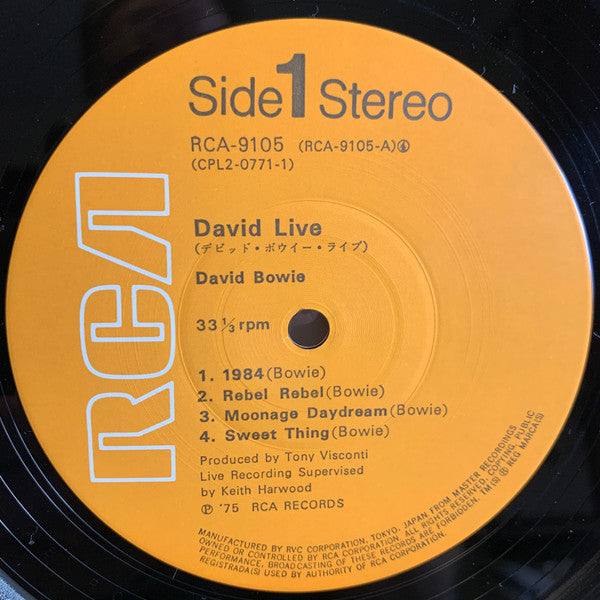 Side 1 Stereo
RCA-9105 (RCA-9105-A)④
(CPL2-0771-1)
RCA
David Live
(デビッド・ボウイー・ライブ)
David Bowie
33 1/3 rpm
1. 1984 (Bowie)
2. Rebel Rebel (Bowie)
3. Moonage Daydream (Bowie)
4. Sweet Thing (Bowie)
Produced by Tony Visconti
Live Recording Supervised
by Keith Harwood
℗ '75 RCA RECORDS
MANUFACTURED BY RVC CORPORATION, TOKYO, JAPAN FROM MASTER RECORDINGS
OWNED OR CONTROLLED BY RCA CORPORATION. ALL RIGHTS RESERVED, COPYING, PUBLIC
PERFORMANCE, BROADCASTING OF THESE RECORDS ARE FORBIDDEN. TM(S) ® REG MARCA(S)
REGISTRADA(S) USED BY AUTHORITY OF RCA CORPORATION.